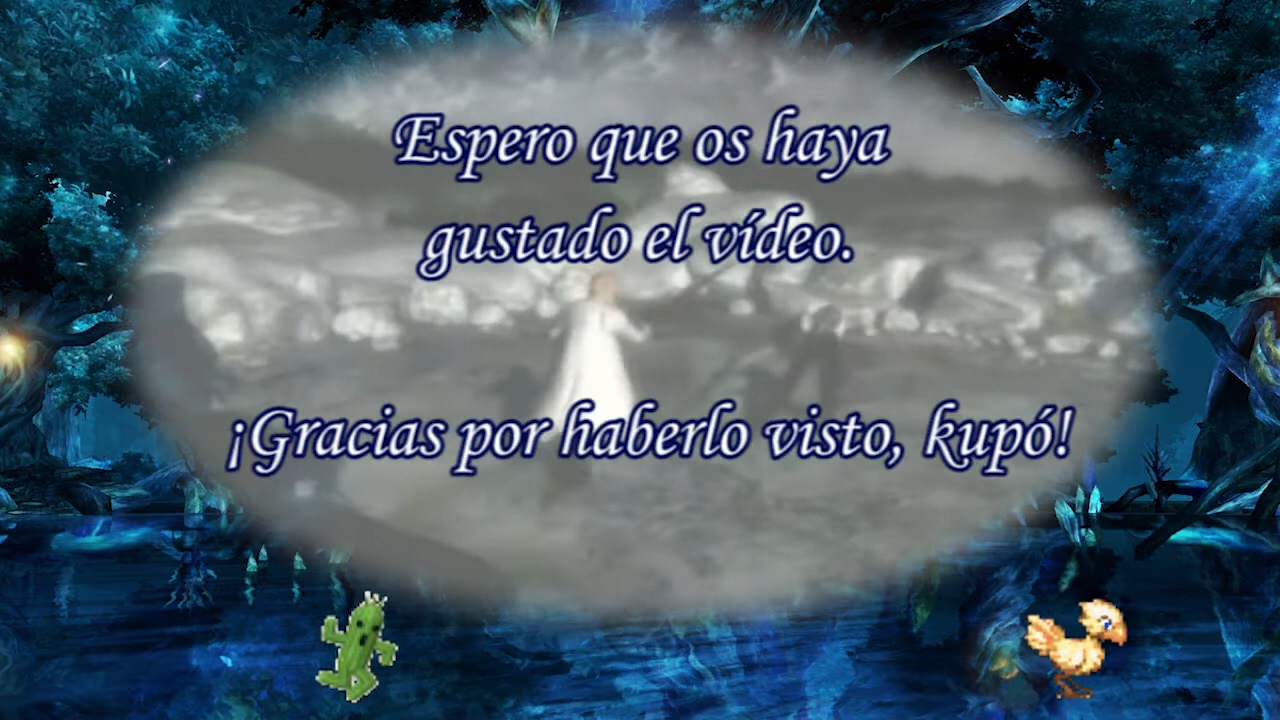 Espero que os haya
gustado el vídeo.
¡Gracias por haberlo visto, kupó!